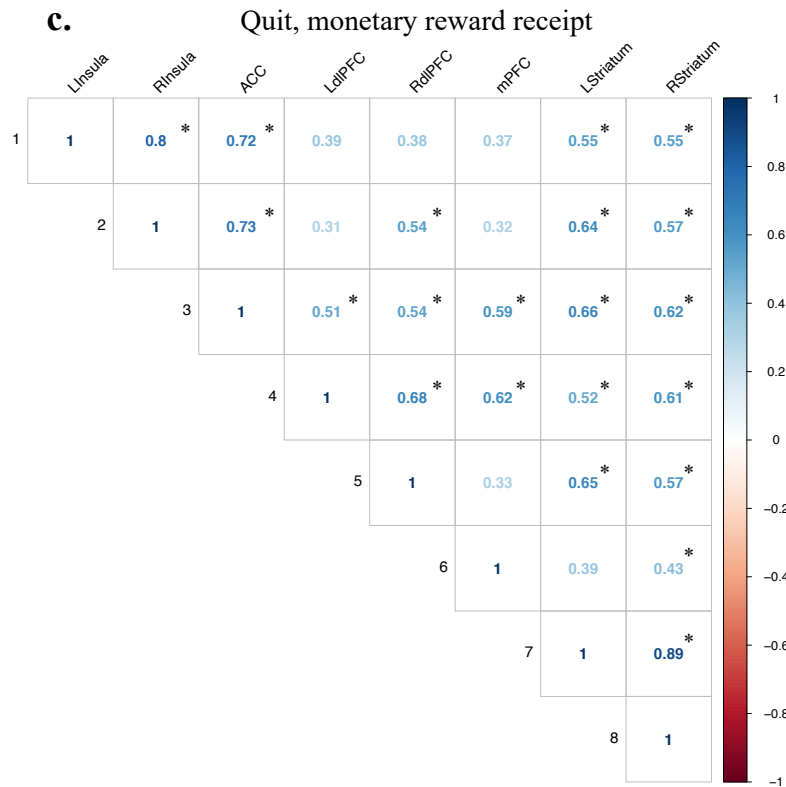 c. Quit, monetary reward receipt
LInsula RInsula ACC LdlPFC RdlPFC mPFC LStriatum RStriatum
1 1 0.8 * 0.72 * 0.39 0.38 0.37 0.55 * 0.55 *
2 1 0.73 * 0.31 0.54 * 0.32 0.64 * 0.57 *
3 1 0.51 * 0.54 * 0.59 * 0.66 * 0.62 *
4 1 0.68 * 0.62 * 0.52 * 0.61 *
5 1 0.33 0.65 * 0.57 *
6 1 0.39 0.43 *
7 1 0.89 *
8 1
1
0.8
0.6
0.4
0.2
0
−0.2
−0.4
−0.6
−0.8
−1